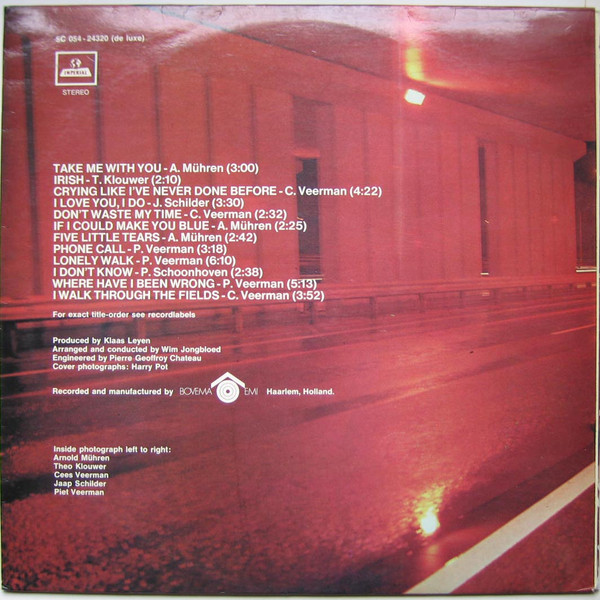 5C 054-24320 (de luxe)
IMPERIAL
STEREO
TAKE ME WITH YOU - A. Mühren (3:00)
IRISH - T. Klouwer (2:10)
CRYING LIKE I'VE NEVER DONE BEFORE - C. Veerman (4:22)
I LOVE YOU, I DO - J. Schilder (3:30)
DON'T WASTE MY TIME - C. Veerman (2:32)
IF I COULD MAKE YOU BLUE - A. Mühren (2:25)
FIVE LITTLE TEARS - A. Mühren (2:42)
PHONE CALL - P. Veerman (3:18)
LONELY WALK - P. Veerman (6:10)
I DON'T KNOW - P. Schoonhoven (2:38)
WHERE HAVE I BEEN WRONG - P. Veerman (5:13)
I WALK THROUGH THE FIELDS - C. Veerman (3:52)
For exact title-order see recordlabels
Produced by Klaas Leyen
Arranged and conducted by Wim Jongbloed
Engineered by Pierre Geoffroy Chateau
Cover photographs: Harry Pot
Recorded and manufactured by BOVEMA EMI Haarlem, Holland.
Inside photograph left to right:
Arnold Mühren
Theo Klouwer
Cees Veerman
Jaap Schilder
Piet Veerman